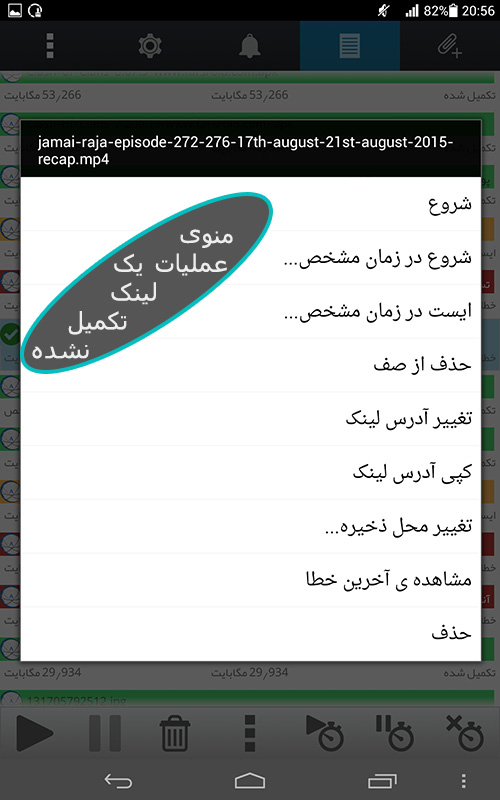 82% 20:56
53٫266 مگابایت 53٫266 مگابایت تکمیل شده
jamai-raja-episode-272-276-17th-august-21st-august-2015-
recap.mp4
شروع
شروع در زمان مشخص...
ایست در زمان مشخص...
حذف از صف
تغییر آدرس لینک
کپی آدرس لینک
تغییر محل ذخیره...
مشاهده ی آخرین خطا
حذف
منوی
عملیات یک
لینک
تکمیل
نشده
29٫934 مگابایت 29٫934 مگابایت تکمیل شده
131705792512.jpg